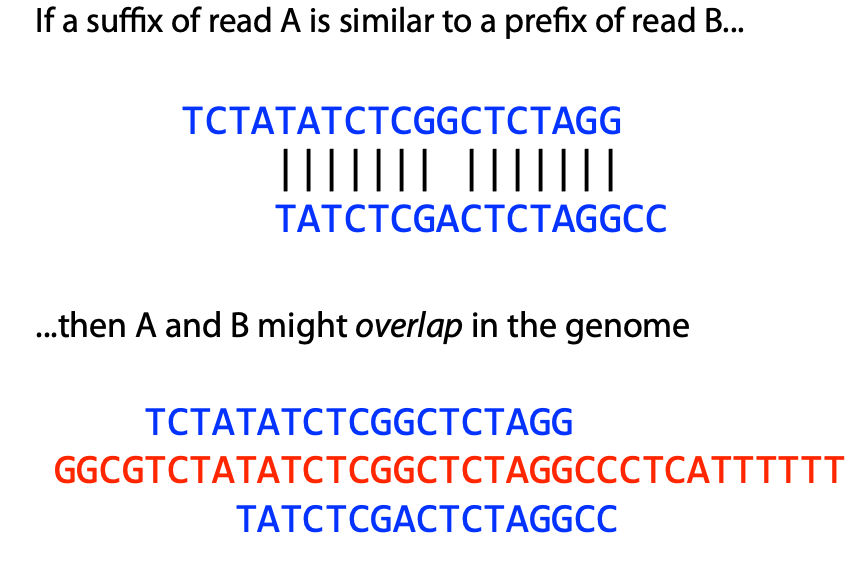 If a suffix of read A is similar to a prefix of read B...
TCTATATCTCGGCTCTAGG
||||||| |||||||
TATCTCGACTCTAGGCC
...then A and B might overlap in the genome
TCTATATCTCGGCTCTAGG
GGCGTCTATATCTCGGCTCTAGGCCCTCATTTTTT
TATCTCGACTCTAGGCC